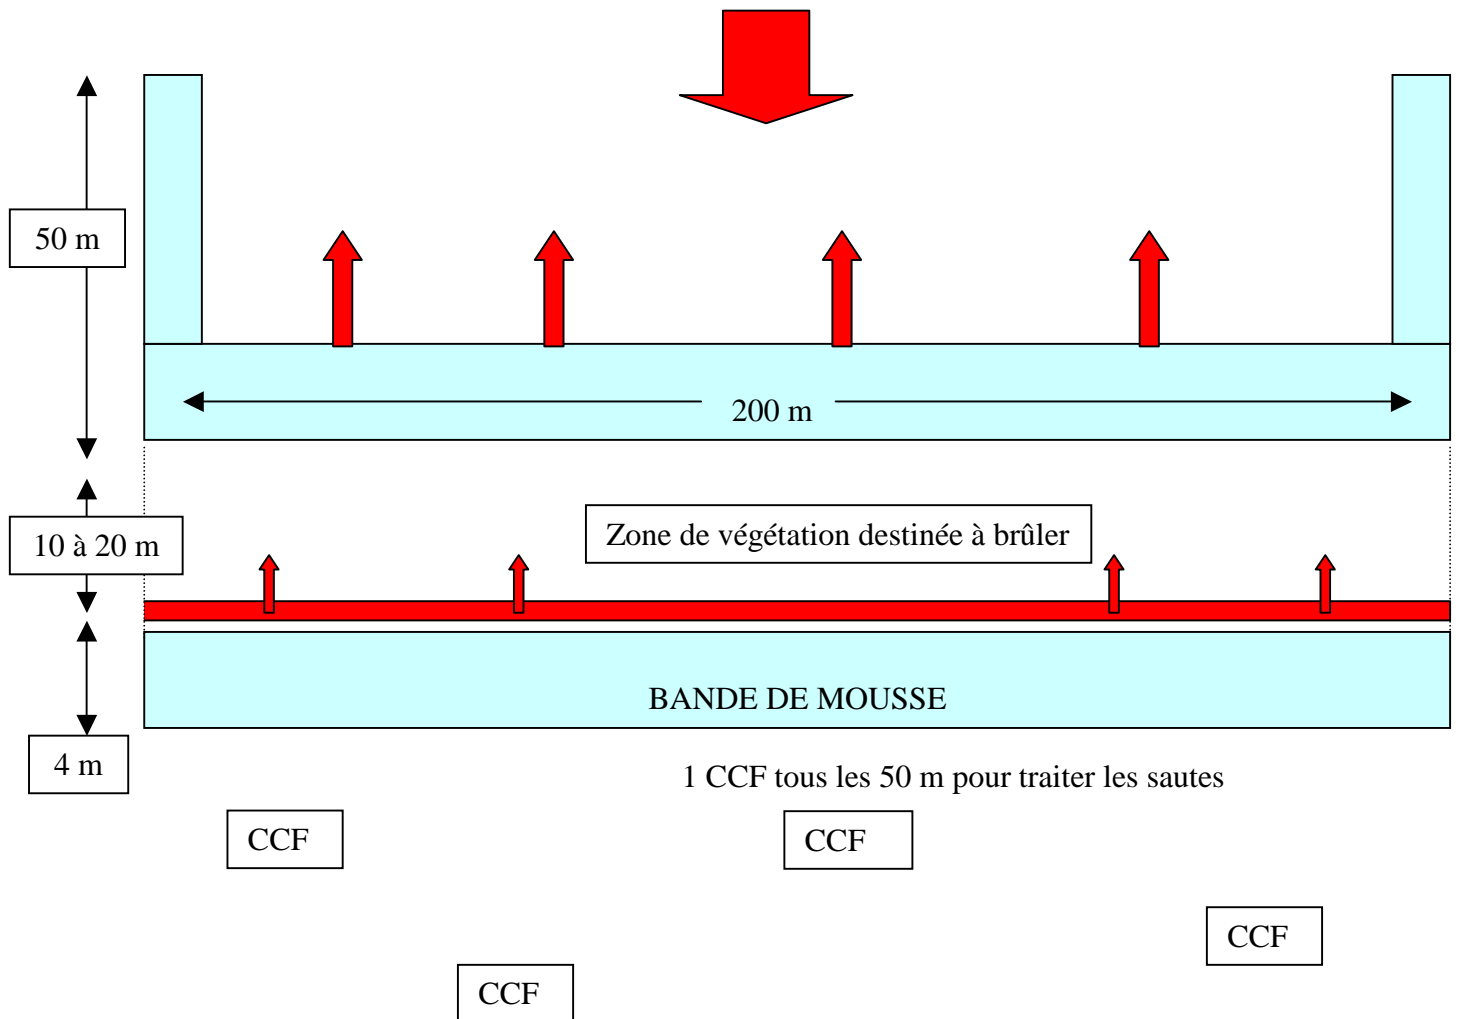 50 m
200 m
10 à 20 m
Zone de végétation destinée à brûler
BANDE DE MOUSSE
4 m
1 CCF tous les 50 m pour traiter les sautes
CCF
CCF
CCF
CCF